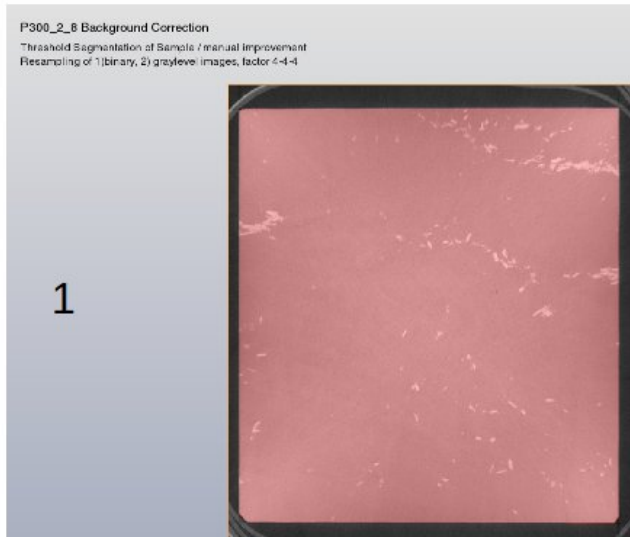 P300_2_8 Background Correction
Threshold Segmentation of Sample / manual improvement
Resampling of 1)binary, 2) graylevel images, factor 4-4-4
1